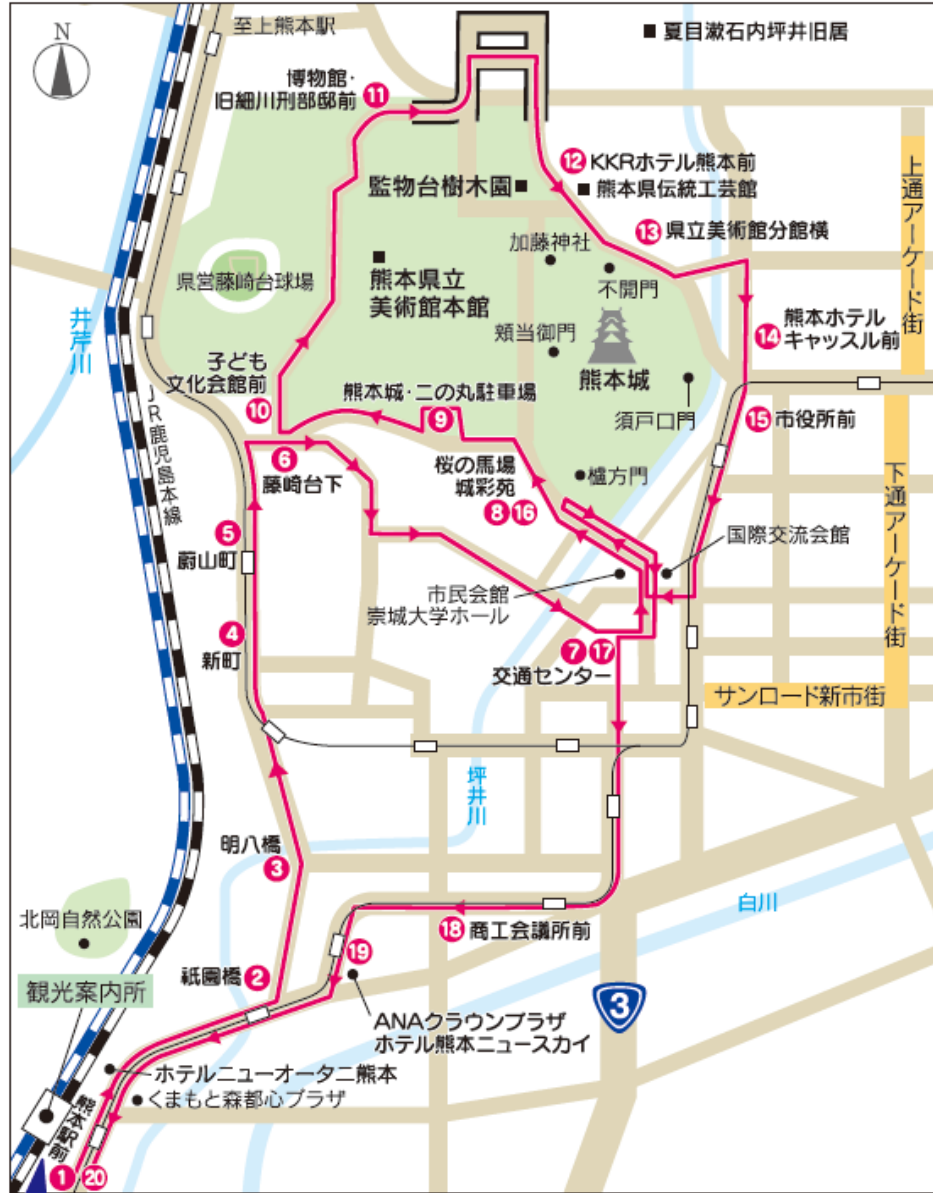 N
至上熊本駅
■ 夏目漱石内坪井旧居
博物館・
旧細川刑部邸前
11
12 KKRホテル熊本前
■ 熊本県伝統工芸館
監物台樹木園 ■
13 県立美術館分館横
上通アーケード街
加藤神社
不開門
県営藤崎台球場
熊本県立
美術館本館
頬当御門
熊本城
14 熊本ホテル
キャッスル前
井芹川
JR鹿児島本線
子ども
文化会館前
10
熊本城・二の丸駐車場
9
須戸口門
15 市役所前
6
藤崎台下
桜の馬場
城彩苑
8 16
櫨方門
下通アーケード街
5
蔚山町
国際交流会館
市民会館
崇城大学ホール
4
新町
7 17
交通センター
サンロード新市街
坪井川
明八橋
3
白川
北岡自然公園
18 商工会議所前
19
祇園橋 2
観光案内所
3
ANAクラウンプラザ
ホテル熊本ニュースカイ
ホテルニューオータニ熊本
くまもと森都心プラザ
熊本駅前
1 20